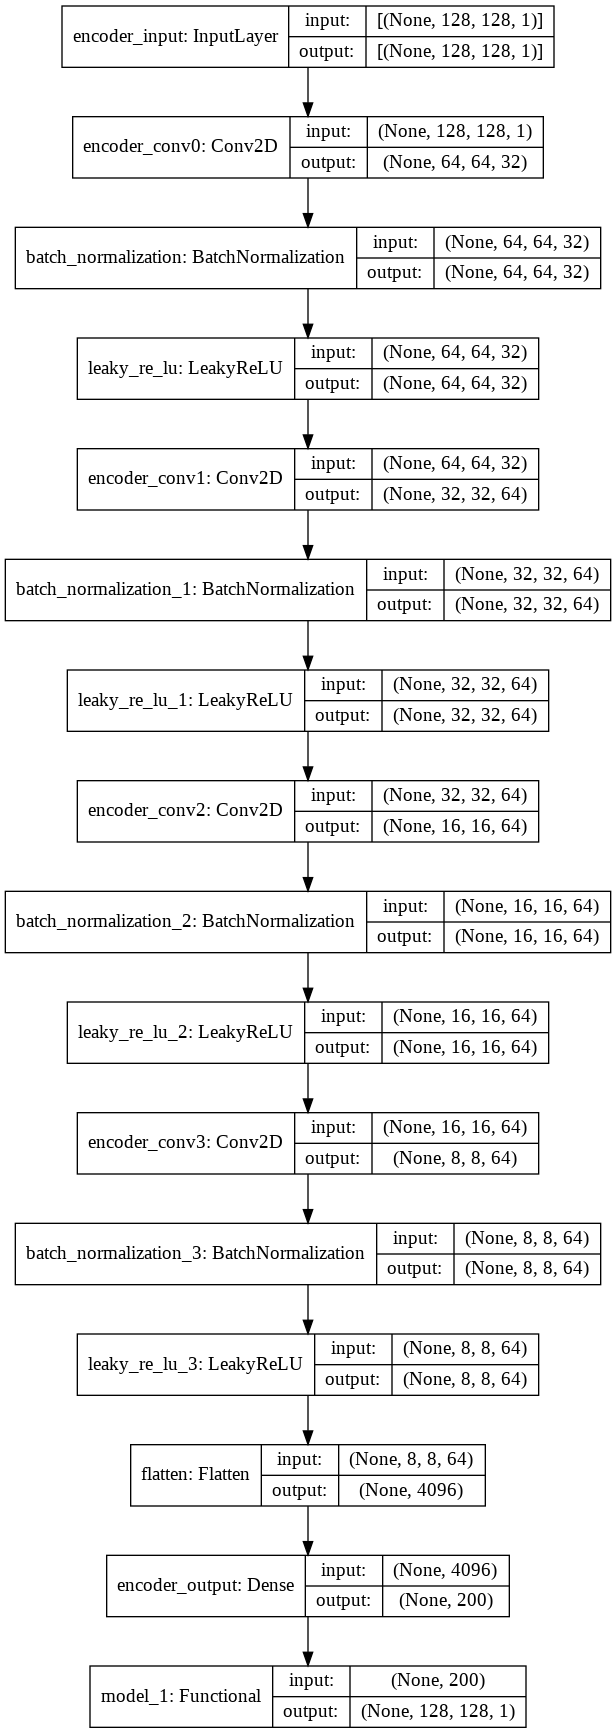 encoder_input: InputLayer
input: [(None, 128, 128, 1)]
output: [(None, 128, 128, 1)]
encoder_conv0: Conv2D
input: (None, 128, 128, 1)
output: (None, 64, 64, 32)
batch_normalization: BatchNormalization
input: (None, 64, 64, 32)
output: (None, 64, 64, 32)
leaky_re_lu: LeakyReLU
input: (None, 64, 64, 32)
output: (None, 64, 64, 32)
encoder_conv1: Conv2D
input: (None, 64, 64, 32)
output: (None, 32, 32, 64)
batch_normalization_1: BatchNormalization
input: (None, 32, 32, 64)
output: (None, 32, 32, 64)
leaky_re_lu_1: LeakyReLU
input: (None, 32, 32, 64)
output: (None, 32, 32, 64)
encoder_conv2: Conv2D
input: (None, 32, 32, 64)
output: (None, 16, 16, 64)
batch_normalization_2: BatchNormalization
input: (None, 16, 16, 64)
output: (None, 16, 16, 64)
leaky_re_lu_2: LeakyReLU
input: (None, 16, 16, 64)
output: (None, 16, 16, 64)
encoder_conv3: Conv2D
input: (None, 16, 16, 64)
output: (None, 8, 8, 64)
batch_normalization_3: BatchNormalization
input: (None, 8, 8, 64)
output: (None, 8, 8, 64)
leaky_re_lu_3: LeakyReLU
input: (None, 8, 8, 64)
output: (None, 8, 8, 64)
flatten: Flatten
input: (None, 8, 8, 64)
output: (None, 4096)
encoder_output: Dense
input: (None, 4096)
output: (None, 200)
model_1: Functional
input: (None, 200)
output: (None, 128, 128, 1)